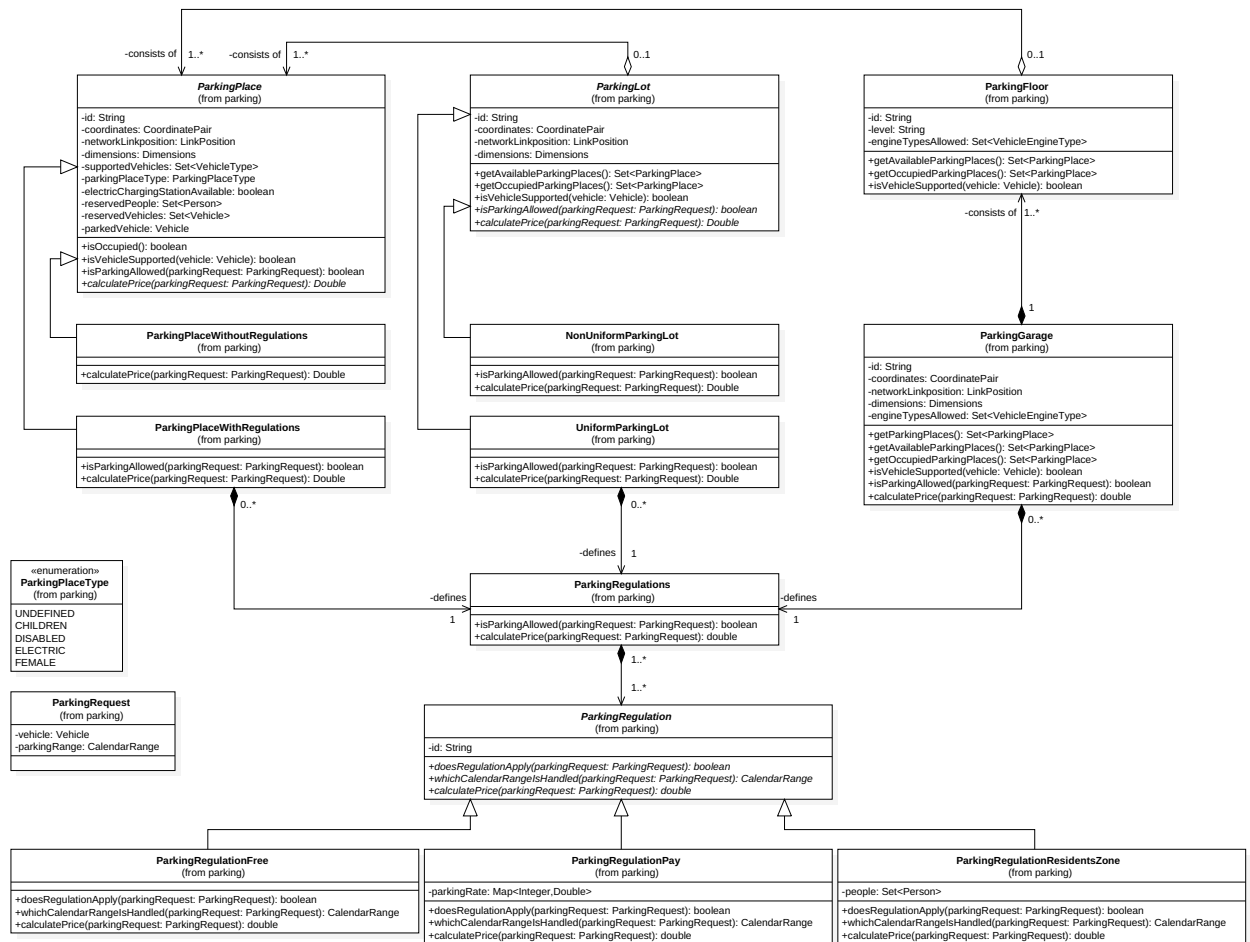 -consists of
1..*
-consists of
1..*
0..1
0..1
ParkingPlace
(from parking)
-id: String
-coordinates: CoordinatePair
-networkLinkposition: LinkPosition
-dimensions: Dimensions
-supportedVehicles: Set<VehicleType>
-parkingPlaceType: ParkingPlaceType
-electricChargingStationAvailable: boolean
-reservedPeople: Set<Person>
-reservedVehicles: Set<Vehicle>
-parkedVehicle: Vehicle
+isOccupied(): boolean
+isVehicleSupported(vehicle: Vehicle): boolean
+isParkingAllowed(parkingRequest: ParkingRequest): boolean
+calculatePrice(parkingRequest: ParkingRequest): Double
ParkingLot
(from parking)
-id: String
-coordinates: CoordinatePair
-networkLinkposition: LinkPosition
-dimensions: Dimensions
+getAvailableParkingPlaces(): Set<ParkingPlace>
+getOccupiedParkingPlaces(): Set<ParkingPlace>
+isVehicleSupported(vehicle: Vehicle): boolean
+isParkingAllowed(parkingRequest: ParkingRequest): boolean
+calculatePrice(parkingRequest: ParkingRequest): Double
ParkingFloor
(from parking)
-id: String
-level: String
-engineTypesAllowed: Set<VehicleEngineType>
+getAvailableParkingPlaces(): Set<ParkingPlace>
+getOccupiedParkingPlaces(): Set<ParkingPlace>
+isVehicleSupported(vehicle: Vehicle): boolean
-consists of
1..*
1
ParkingPlaceWithoutRegulations
(from parking)
+calculatePrice(parkingRequest: ParkingRequest): Double
NonUniformParkingLot
(from parking)
+isParkingAllowed(parkingRequest: ParkingRequest): boolean
+calculatePrice(parkingRequest: ParkingRequest): Double
ParkingGarage
(from parking)
-id: String
-coordinates: CoordinatePair
-networkLinkposition: LinkPosition
-dimensions: Dimensions
-engineTypesAllowed: Set<VehicleEngineType>
+getParkingPlaces(): Set<ParkingPlace>
+getAvailableParkingPlaces(): Set<ParkingPlace>
+getOccupiedParkingPlaces(): Set<ParkingPlace>
+isVehicleSupported(vehicle: Vehicle): boolean
+isParkingAllowed(parkingRequest: ParkingRequest): boolean
+calculatePrice(parkingRequest: ParkingRequest): double
ParkingPlaceWithRegulations
(from parking)
+isParkingAllowed(parkingRequest: ParkingRequest): boolean
+calculatePrice(parkingRequest: ParkingRequest): Double
UniformParkingLot
(from parking)
+isParkingAllowed(parkingRequest: ParkingRequest): boolean
+calculatePrice(parkingRequest: ParkingRequest): Double
0..*
0..*
0..*
-defines
1
-defines
1
-defines
1
«enumeration»
ParkingPlaceType
(from parking)
UNDEFINED
CHILDREN
DISABLED
ELECTRIC
FEMALE
ParkingRegulations
(from parking)
+isParkingAllowed(parkingRequest: ParkingRequest): boolean
+calculatePrice(parkingRequest: ParkingRequest): double
1..*
1..*
ParkingRequest
(from parking)
-vehicle: Vehicle
-parkingRange: CalendarRange
ParkingRegulation
(from parking)
-id: String
+doesRegulationApply(parkingRequest: ParkingRequest): boolean
+whichCalendarRangeIsHandled(parkingRequest: ParkingRequest): CalendarRange
+calculatePrice(parkingRequest: ParkingRequest): double
ParkingRegulationFree
(from parking)
+doesRegulationApply(parkingRequest: ParkingRequest): boolean
+whichCalendarRangeIsHandled(parkingRequest: ParkingRequest): CalendarRange
+calculatePrice(parkingRequest: ParkingRequest): double
ParkingRegulationPay
(from parking)
-parkingRate: Map<Integer,Double>
+doesRegulationApply(parkingRequest: ParkingRequest): boolean
+whichCalendarRangeIsHandled(parkingRequest: ParkingRequest): CalendarRange
+calculatePrice(parkingRequest: ParkingRequest): double
ParkingRegulationResidentsZone
(from parking)
-people: Set<Person>
+doesRegulationApply(parkingRequest: ParkingRequest): boolean
+whichCalendarRangeIsHandled(parkingRequest: ParkingRequest): CalendarRange
+calculatePrice(parkingRequest: ParkingRequest): double